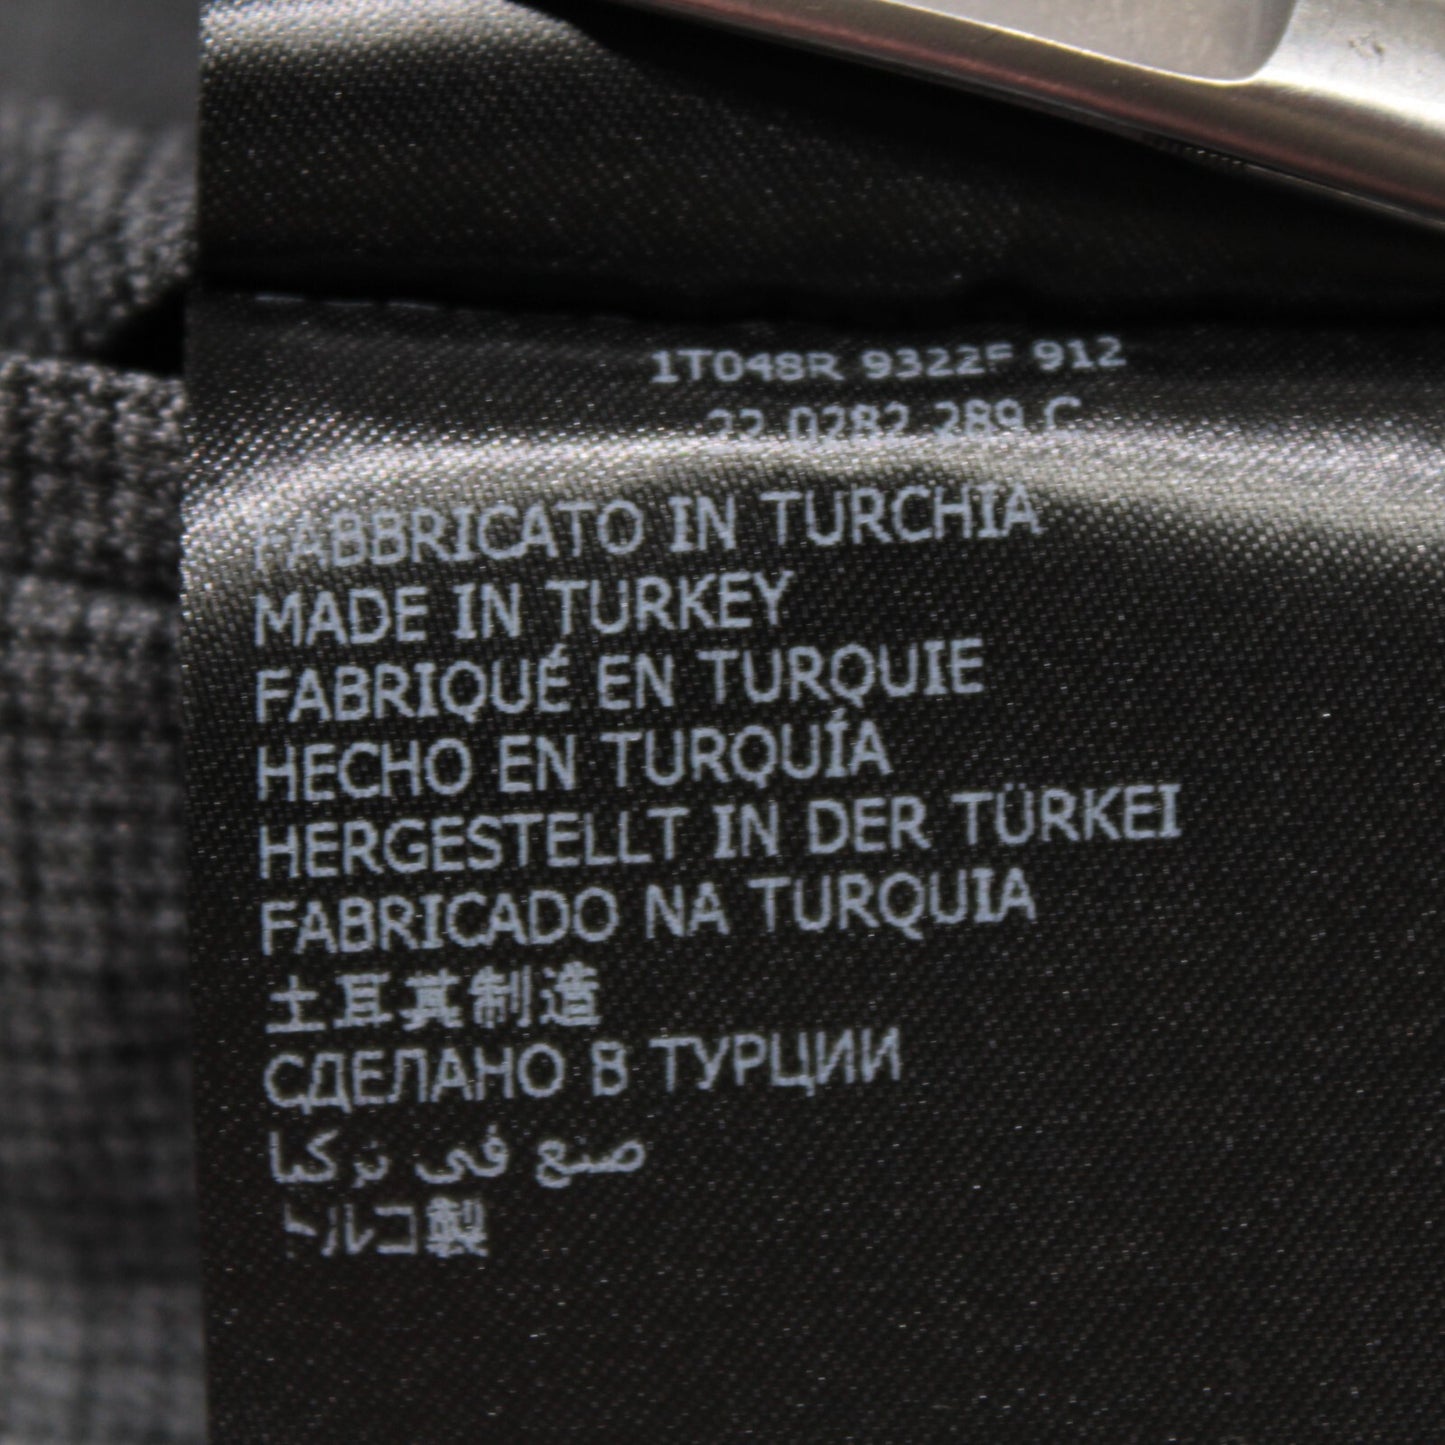 1T048R 9322F 912
22 0282 289 C
FABBRICATO IN TURCHIA
MADE IN TURKEY
FABRIQUÉ EN TURQUIE
HECHO EN TURQUÍA
HERGESTELLT IN DER TÜRKEI
FABRICADO NA TURQUIA
土耳其制造
СДЕЛАНО В ТУРЦИИ
صنع في تركيا
トルコ製